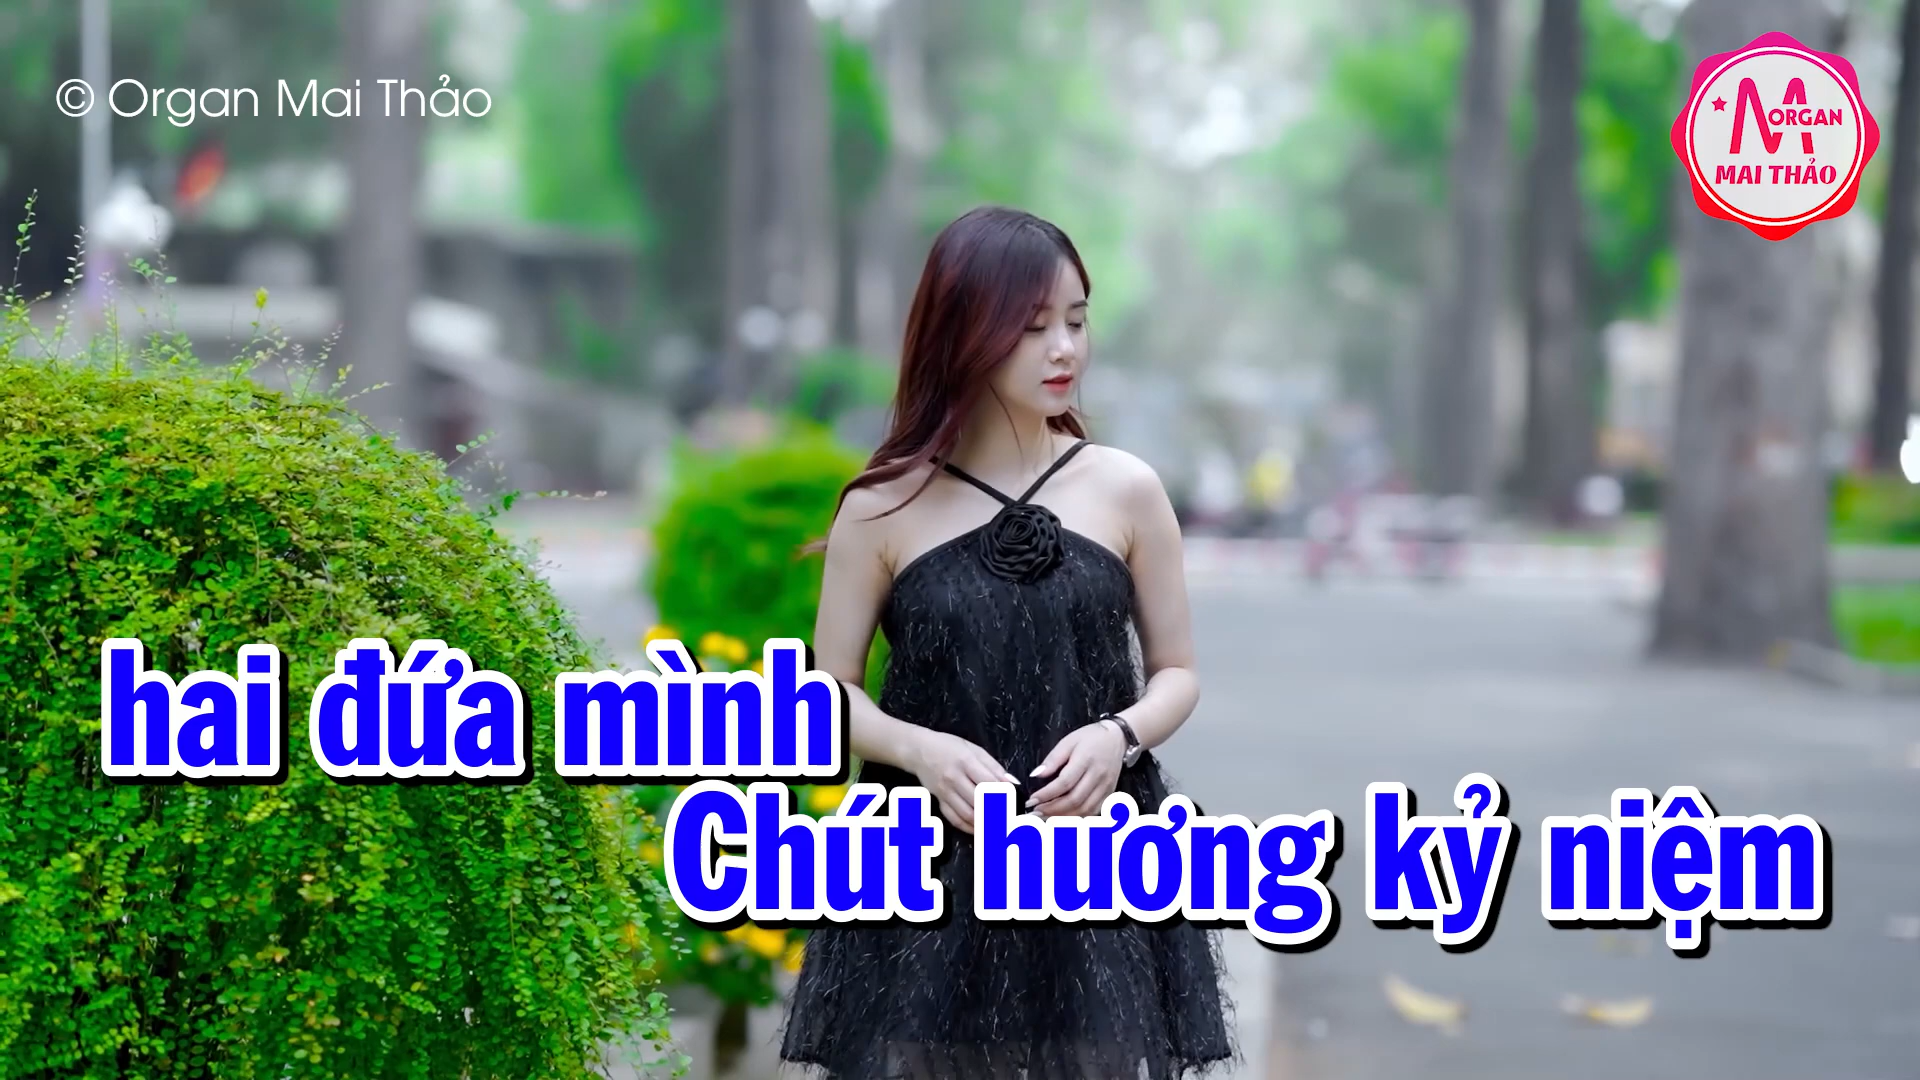 © Organ Mai Thảo
M ORGAN
MAI THẢO
hai đứa mình
Chút hương kỷ niệm